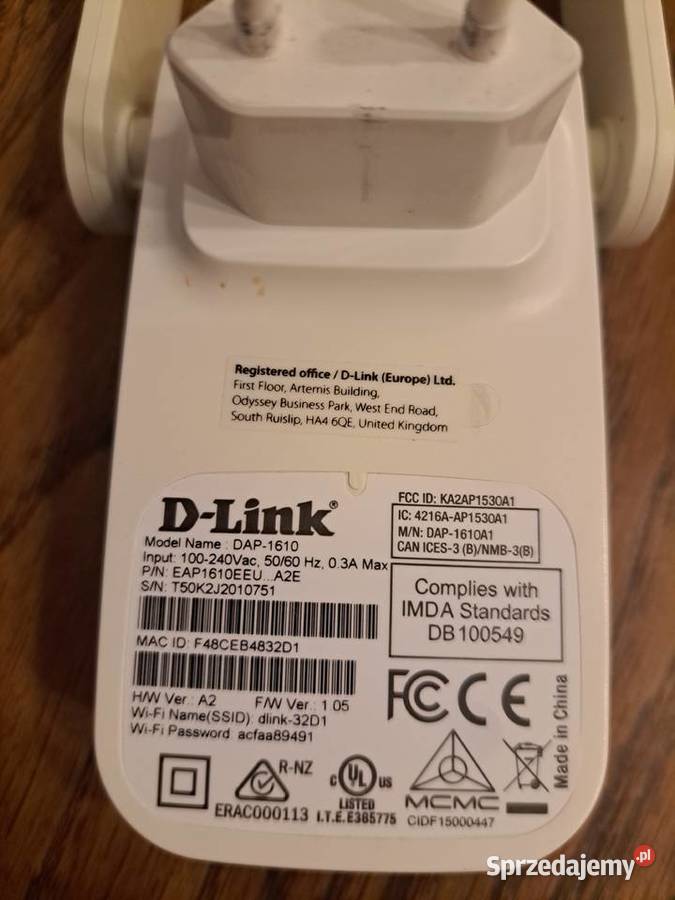 Registered office / D-Link (Europe) Ltd.
First Floor, Artemis Building,
Odyssey Business Park, West End Road,
South Ruislip, HA4 6QE, United Kingdom
D-Link®
Model Name : DAP-1610
Input: 100-240Vac, 50/60 Hz, 0.3A Max
P/N: EAP1610EEU...A2E
S/N: T50K2J2010751
MAC ID: F48CEB4832D1
H/W Ver.: A2 F/W Ver.: 1.05
Wi-Fi Name(SSID): dlink-32D1
Wi-Fi Password: acfaa89491
FCC ID: KA2AP1530A1
IC: 4216A-AP1530A1
M/N: DAP-1610A1
CAN ICES-3 (B)/NMB-3(B)
Complies with
IMDA Standards
DB100549
FC CE
Made in China
R-NZ
ERAC000113
c UL us
LISTED
I.T.E.E385775
MCMC
CIDF15000447
Sprzedajemy.pl